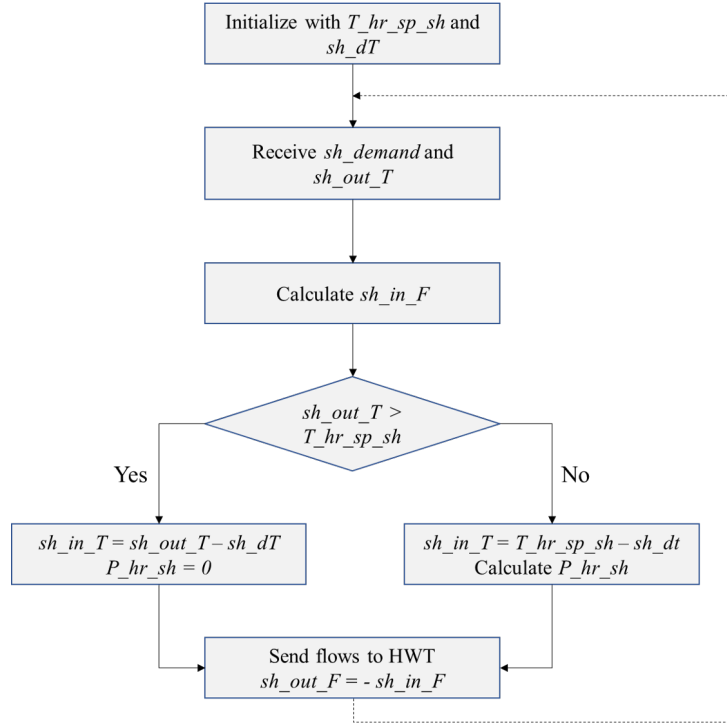 Initialize with T_hr_sp_sh and
sh_dT
Receive sh_demand and
sh_out_T
Calculate sh_in_F
sh_out_T >
T_hr_sp_sh
Yes
No
sh_in_T = sh_out_T – sh_dT
P_hr_sh = 0
sh_in_T = T_hr_sp_sh – sh_dt
Calculate P_hr_sh
Send flows to HWT
sh_out_F = - sh_in_F